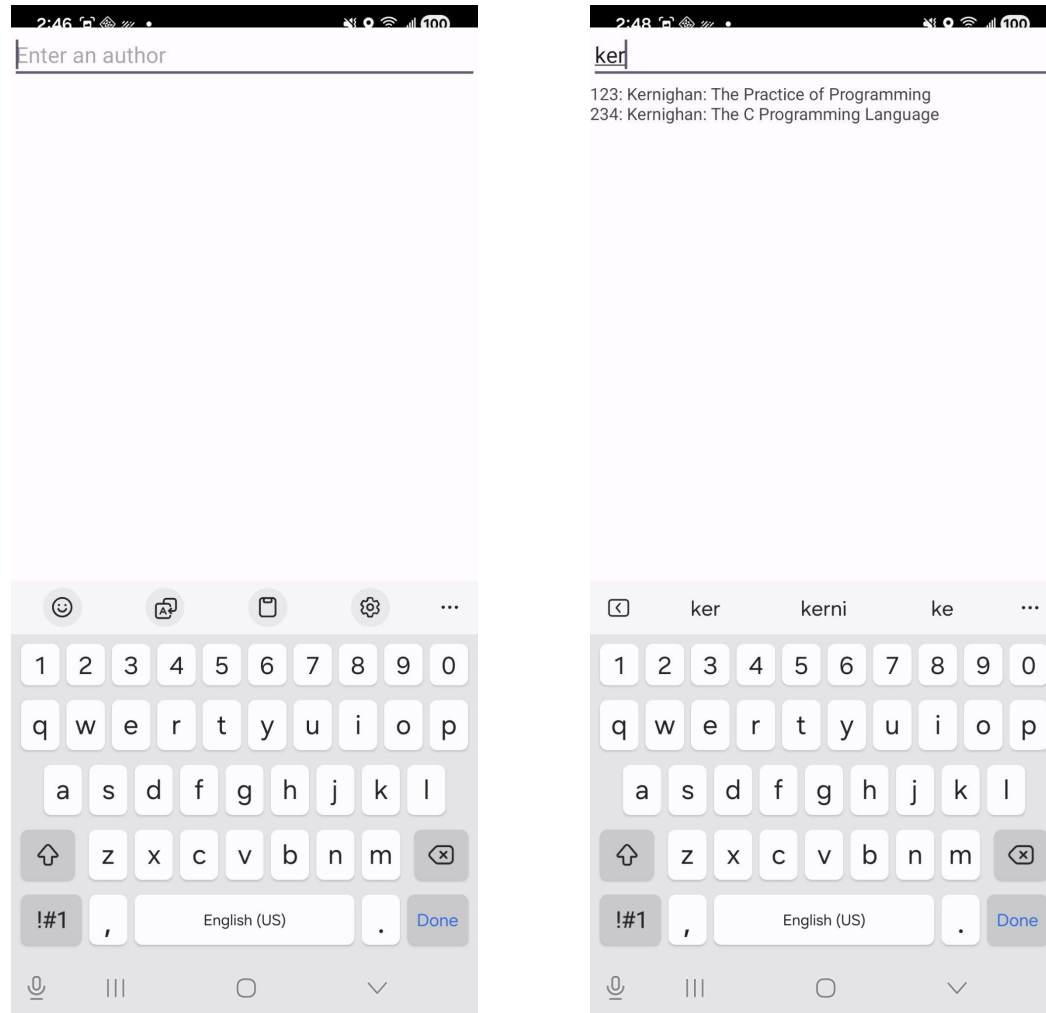 2:46 100
Enter an author
1 2 3 4 5 6 7 8 9 0
q w e r t y u i o p
a s d f g h j k l
z x c v b n m
!#1 , English (US) . Done
2:48 100
ker
123: Kernighan: The Practice of Programming
234: Kernighan: The C Programming Language
ker kerni ke
1 2 3 4 5 6 7 8 9 0
q w e r t y u i o p
a s d f g h j k l
z x c v b n m
!#1 , English (US) . Done